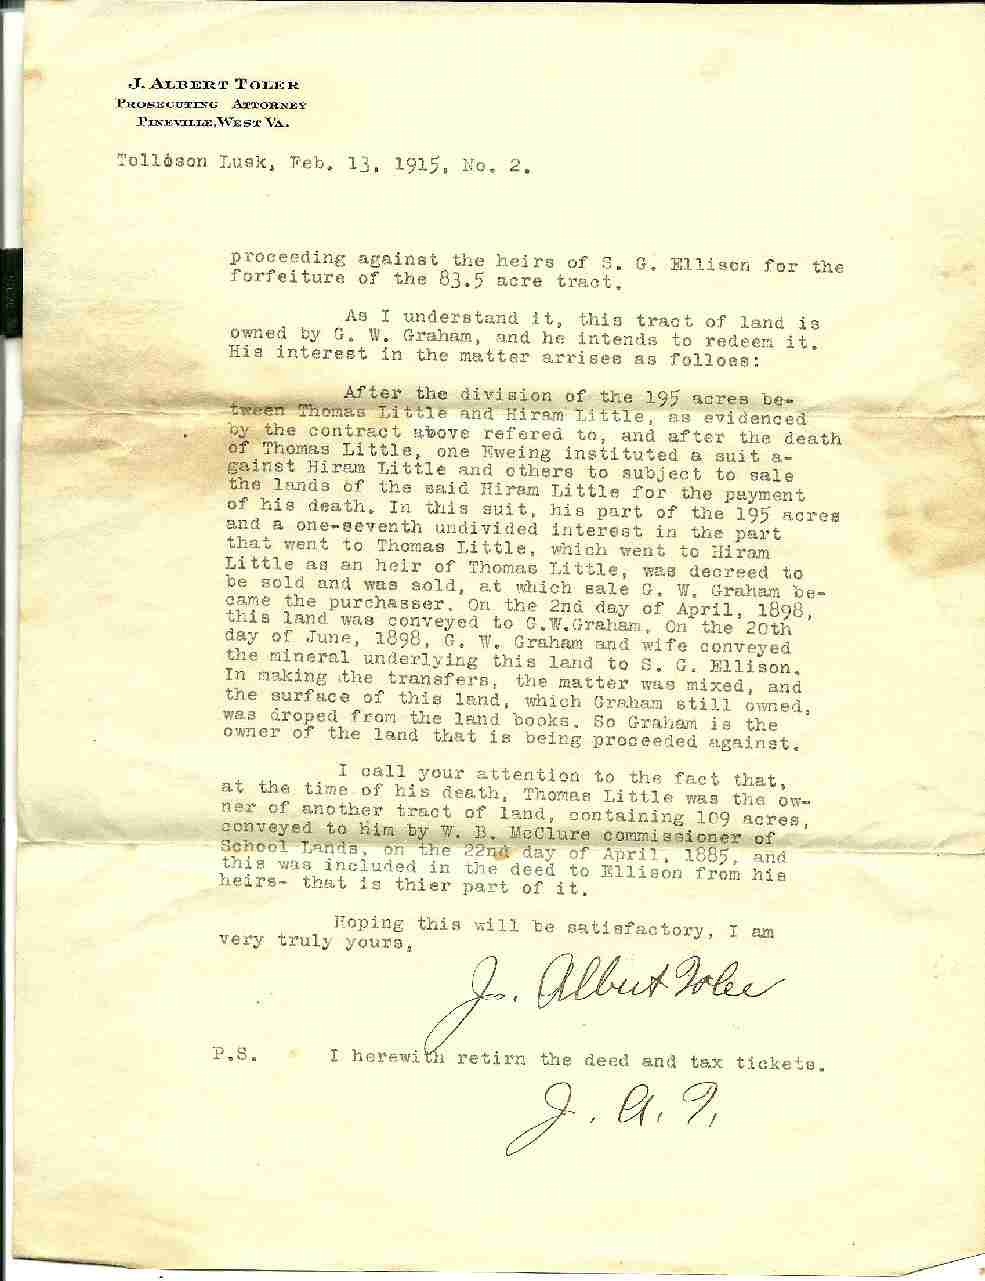 J. ALBERT TOLER
PROSECUTING ATTORNEY
PINEVILLE, WEST VA.
Tolloson Lusk, Feb. 13, 1915, No. 2.
proceeding against the heirs of S. G. Ellison for the
forfeiture of the 83.5 acre tract.
As I understand it, this tract of land is
owned by G. W. Graham, and he intends to redeem it.
His interest in the matter arrises as folloes:
After the division of the 195 acres be-
tween Thomas Little and Hiram Little, as evidenced
by the contract above refered to, and after the death
of Thomas Little, one Eweing instituted a suit a-
gainst Hiram Little and others to subject to sale
the lands of the said Hiram Little for the payment
of his death. In this suit, his part of the 195 acres
and a one-seventh undivided interest in the part
that went to Thomas Little, which went to Hiram
Little as an heir of Thomas Little, was decreed to
be sold and was sold, at which sale G. W. Graham be-
came the purchasser. On the 2nd day of April, 1898,
this land was conveyed to G.W.Graham. On the 20th
day of June, 1898, G. W. Graham and wife conveyed
the mineral underlying this land to S. G. Ellison.
In making the transfers, the matter was mixed, and
the surface of this land, which Graham still owned,
was droped from the land books. So Graham is the
owner of the land that is being proceeded against.
I call your attention to the fact that,
at the time of his death, Thomas Little was the ow-
ner of another tract of land, containing 109 acres,
conveyed to him by W. B. McClure commissioner of
School Lands, on the 22nd day of April, 1885, and
this was included in the deed to Ellison from his
heirs- that is thier part of it.
Hoping this will be satisfactory, I am
very truly yours,
J. Albert Toler
P.S. I herewith retirn the deed and tax tickets.
J. A. T.